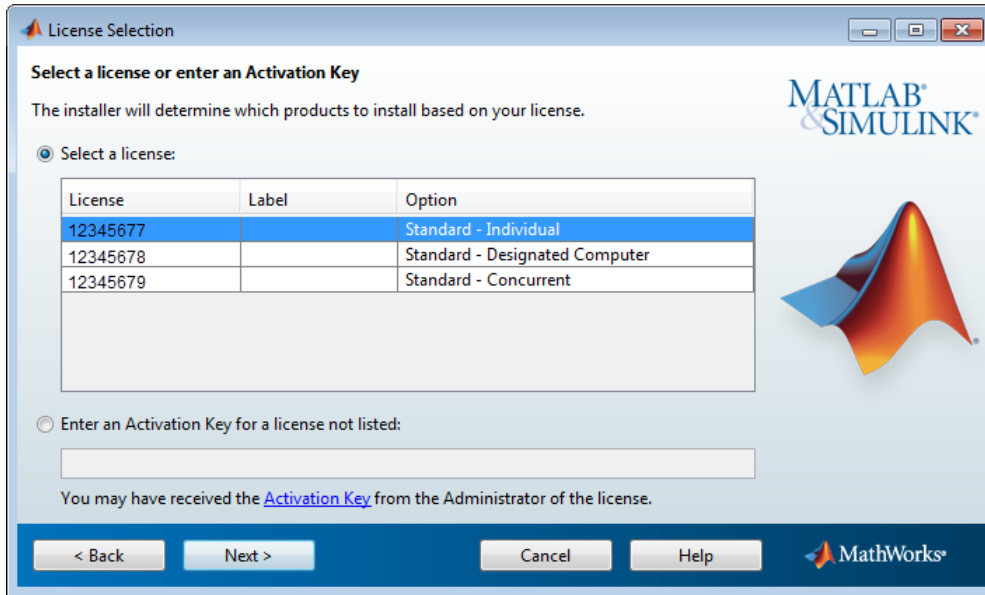 License Selection
Select a license or enter an Activation Key
The installer will determine which products to install based on your license.
MATLAB®
&SIMULINK®
Select a license:
License Label Option
12345677 Standard - Individual
12345678 Standard - Designated Computer
12345679 Standard - Concurrent
Enter an Activation Key for a license not listed:
You may have received the Activation Key from the Administrator of the license.
< Back Next > Cancel Help MathWorks®